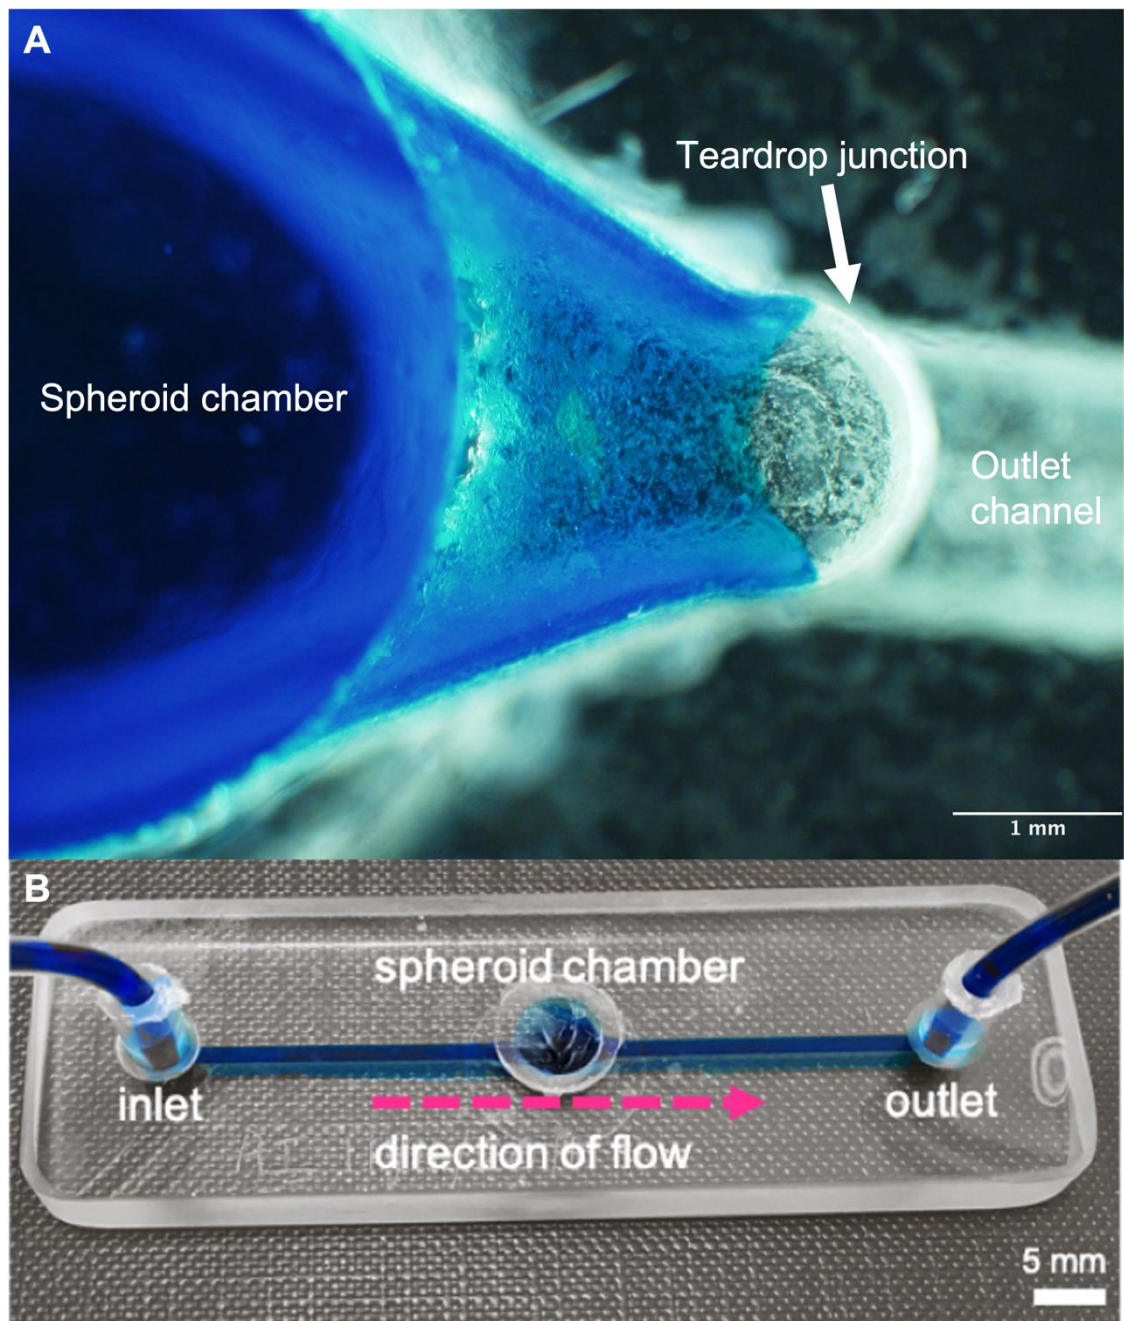 A
Teardrop junction
Spheroid chamber
Outlet
channel
1 mm
B
spheroid chamber
inlet
outlet
direction of flow
5 mm